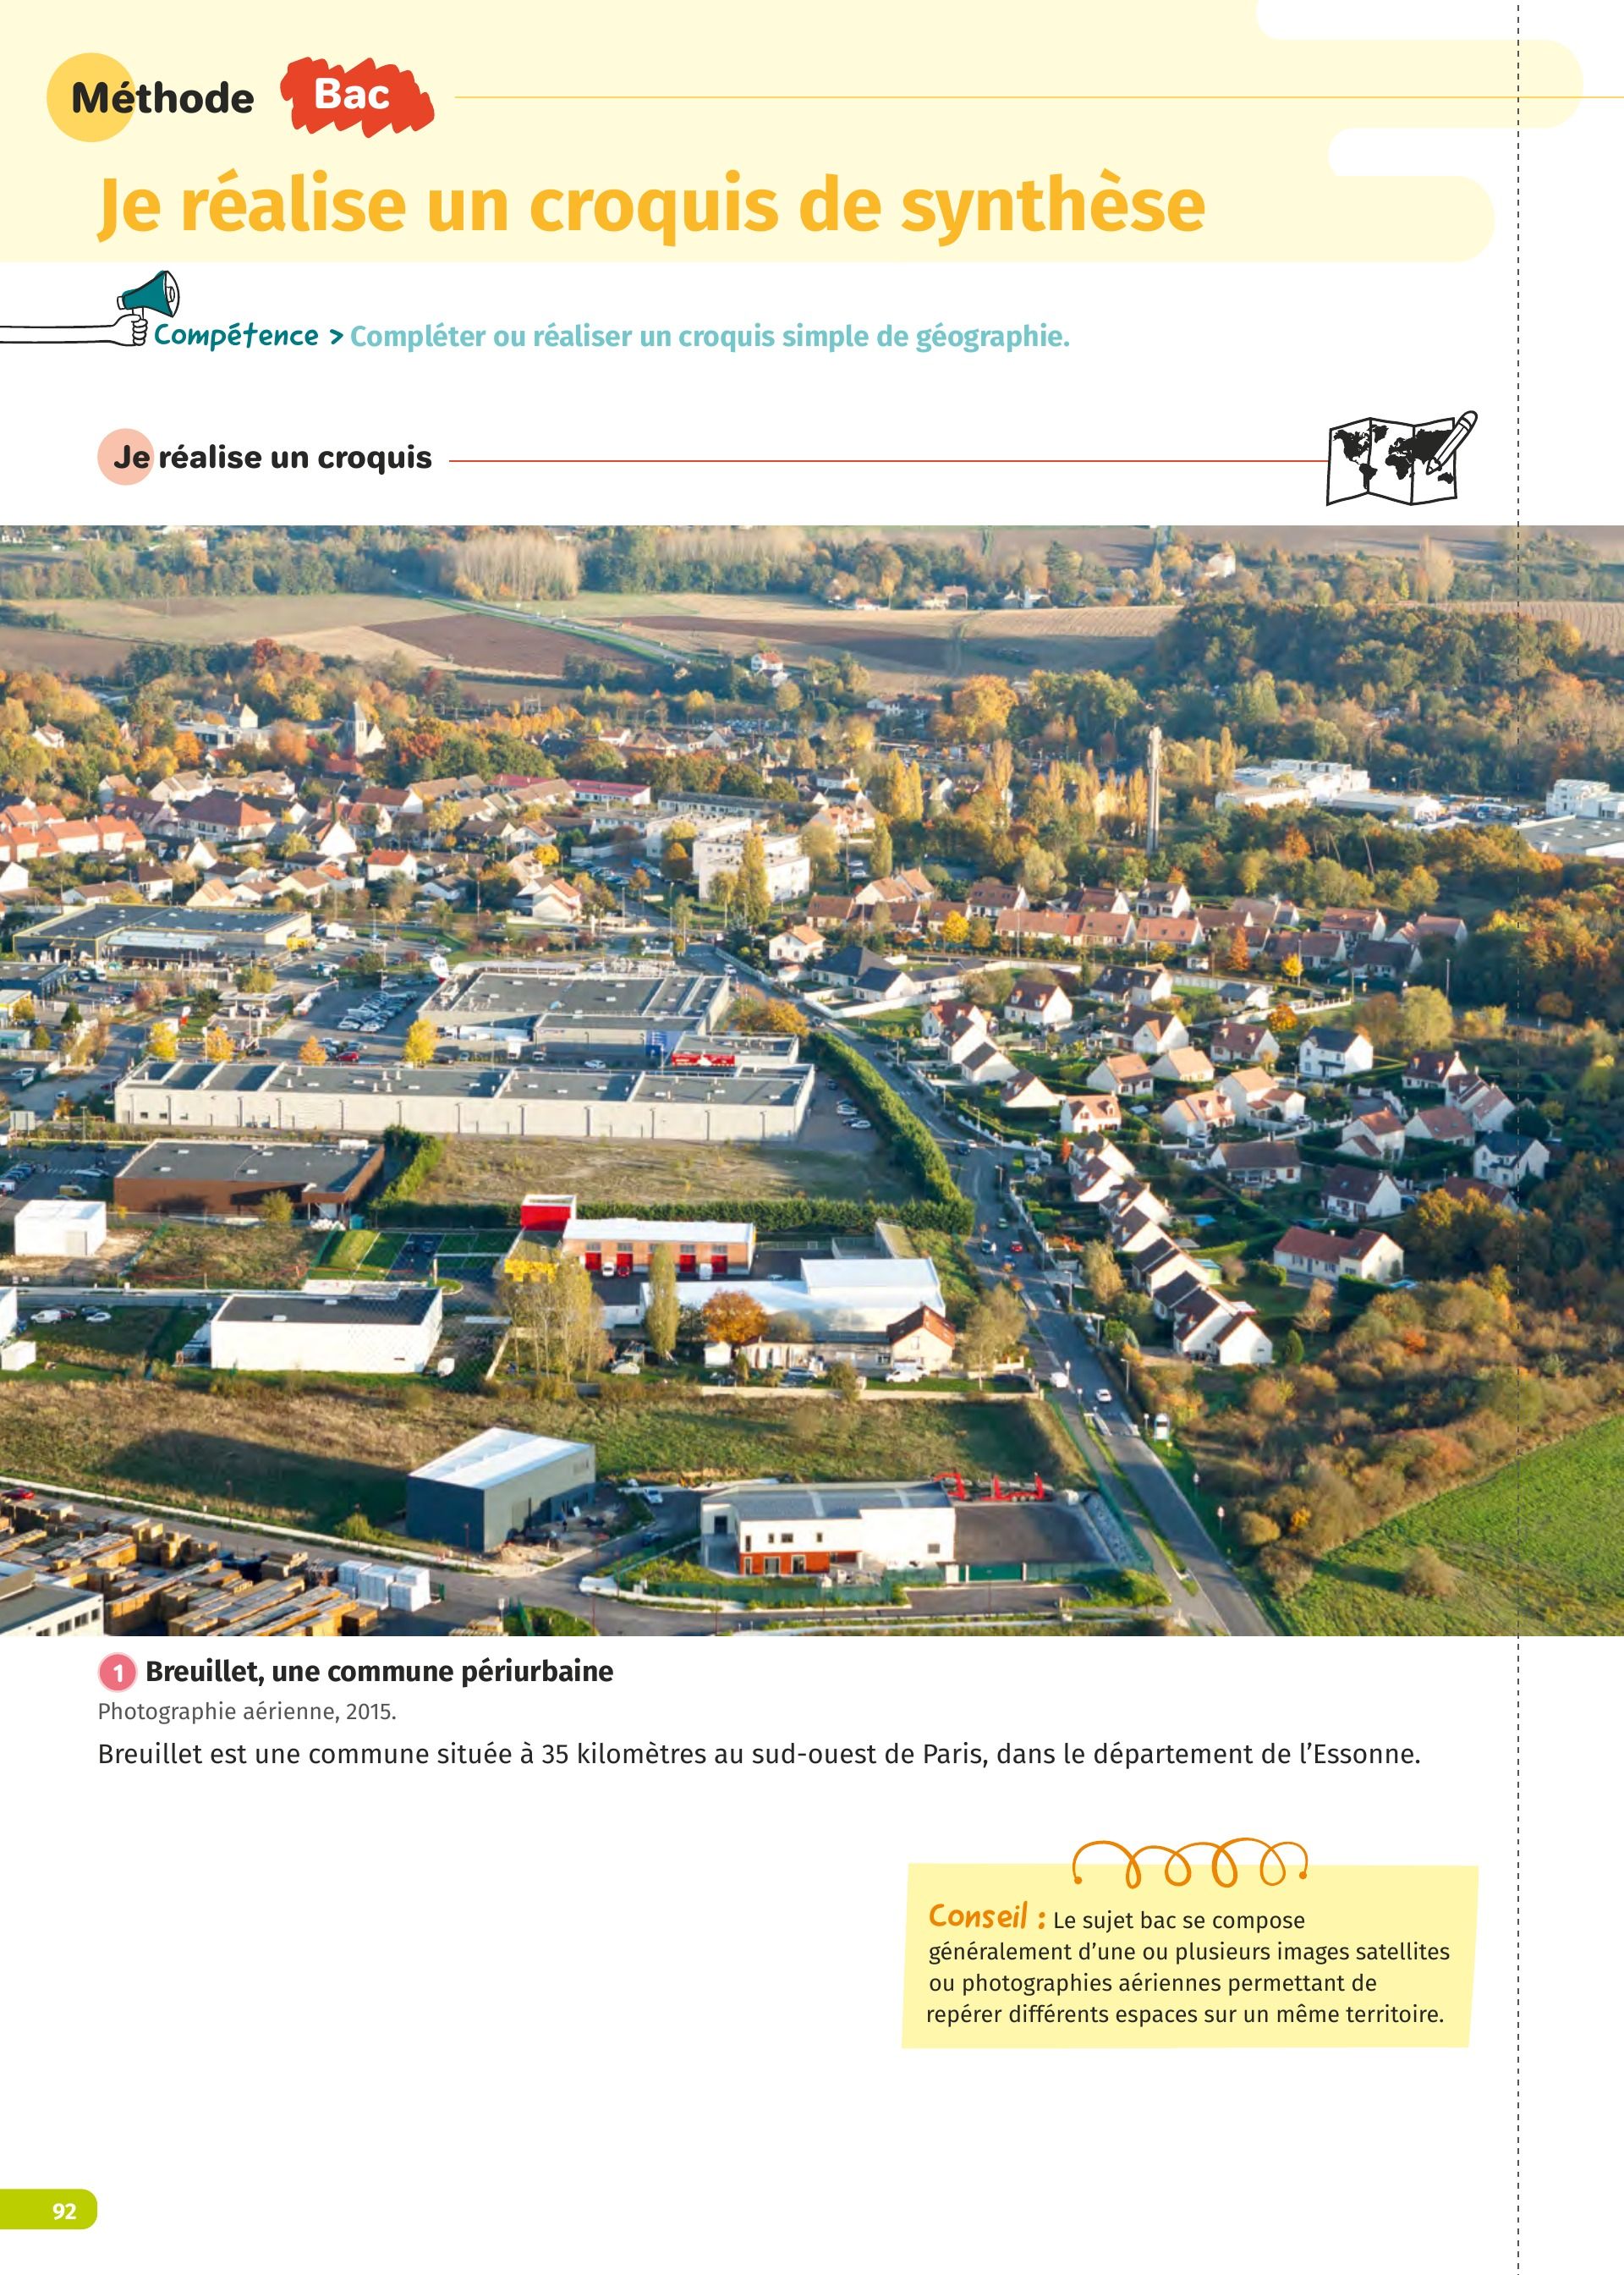 Méthode Bac
Je réalise un croquis de synthèse
Compétence > Compléter ou réaliser un croquis simple de géographie.
Je réalise un croquis
1 Breuillet, une commune périurbaine
Photographie aérienne, 2015.
Breuillet est une commune située à 35 kilomètres au sud-ouest de Paris, dans le département de l’Essonne.
Conseil : Le sujet bac se compose
généralement d’une ou plusieurs images satellites
ou photographies aériennes permettant de
repérer différents espaces sur un même territoire.
92